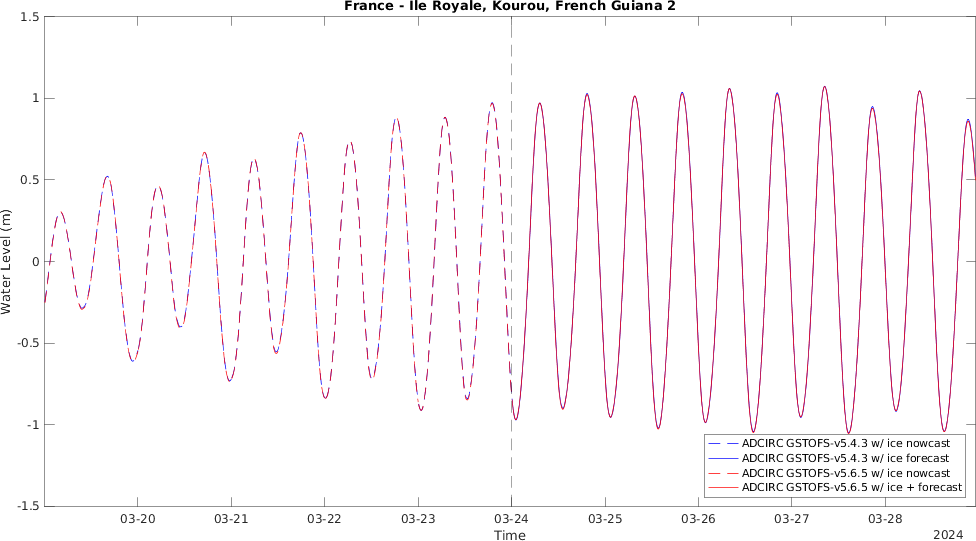 France - Ile Royale, Kourou, French Guiana 2
1.5
1
0.5
0
-0.5
-1
-1.5
Water Level (m)
ADCIRC GSTOFS-v5.4.3 w/ ice nowcast
ADCIRC GSTOFS-v5.4.3 w/ ice forecast
ADCIRC GSTOFS-v5.6.5 w/ ice nowcast
ADCIRC GSTOFS-v5.6.5 w/ ice + forecast
03-20 03-21 03-22 03-23 03-24 03-25 03-26 03-27 03-28
Time
2024